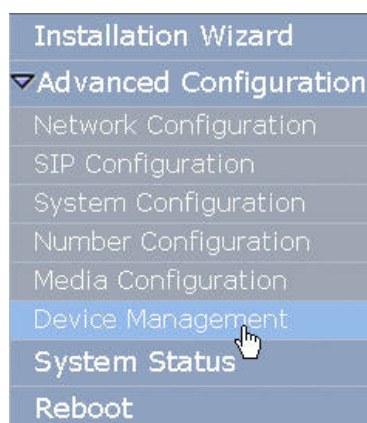 Installation Wizard
Advanced Configuration
Network Configuration
SIP Configuration
System Configuration
Number Configuration
Media Configuration
Device Management
System Status
Reboot